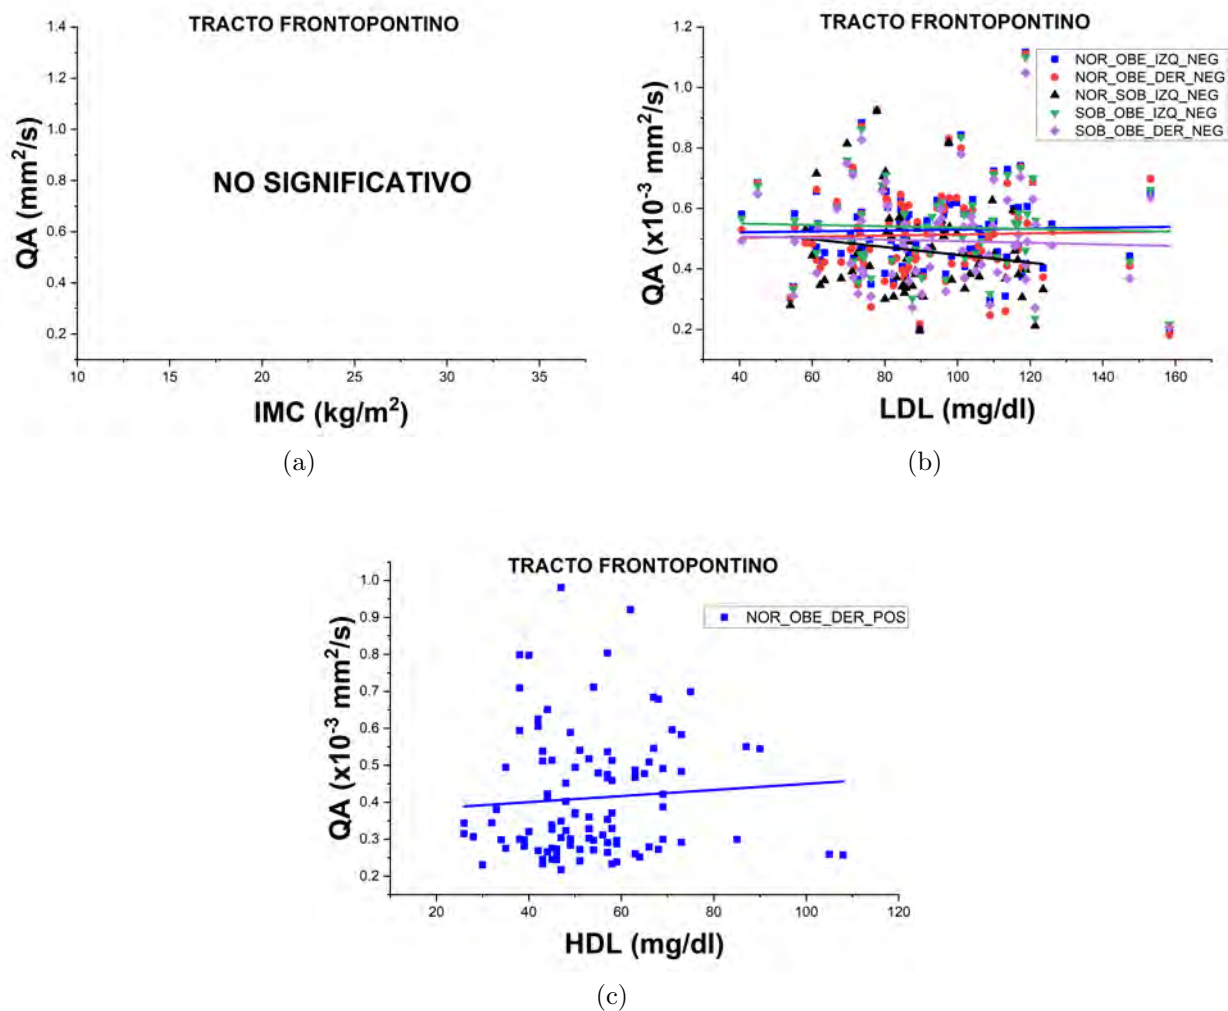 TRACTO FRONTOPONTINO
1.4
1.2
1.0
0.8
0.6
0.4
0.2
QA (mm²/s)
NO SIGNIFICATIVO
10 15 20 25 30 35
IMC (kg/m²)
(a)
TRACTO FRONTOPONTINO
1.2
1.0
0.8
0.6
0.4
0.2
QA (x10⁻³ mm²/s)
NOR_OBE_IZQ_NEG
NOR_OBE_DER_NEG
NOR_SOB_IZQ_NEG
SOB_OBE_IZQ_NEG
SOB_OBE_DER_NEG
40 60 80 100 120 140 160
LDL (mg/dl)
(b)
TRACTO FRONTOPONTINO
1.0
0.9
0.8
0.7
0.6
0.5
0.4
0.3
0.2
QA (x10⁻³ mm²/s)
NOR_OBE_DER_POS
20 40 60 80 100 120
HDL (mg/dl)
(c)